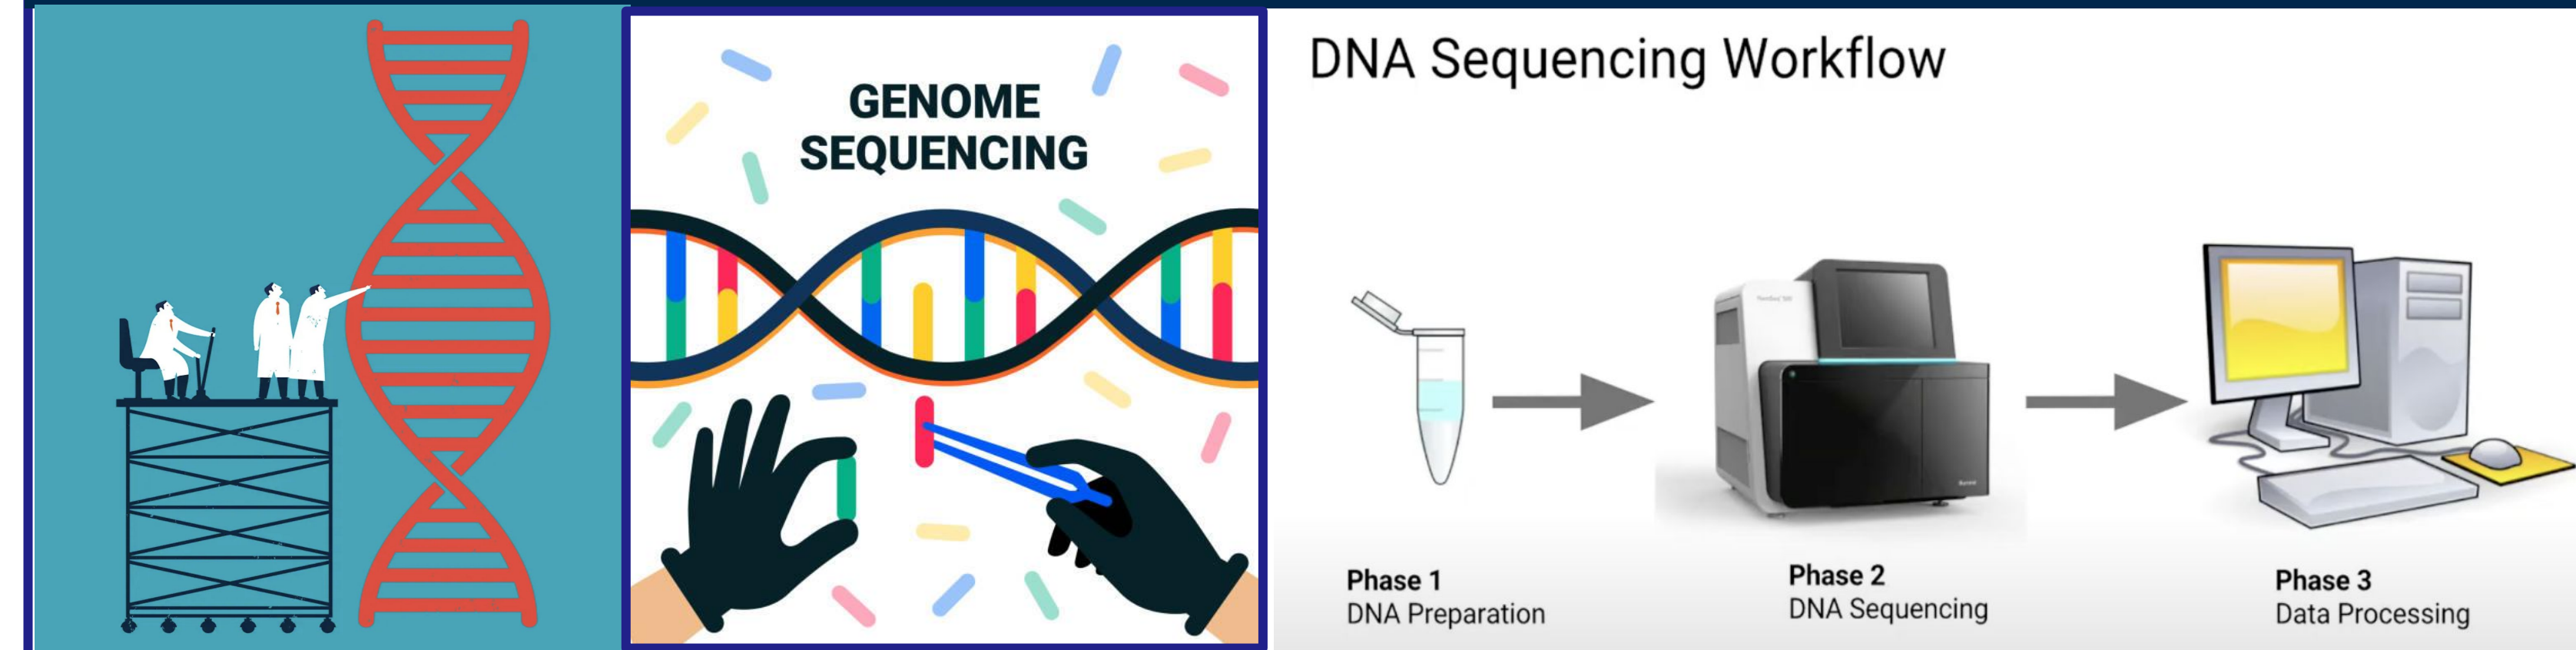 GENOME
SEQUENCING
DNA Sequencing Workflow
Phase 1
DNA Preparation
Phase 2
DNA Sequencing
Phase 3
Data Processing